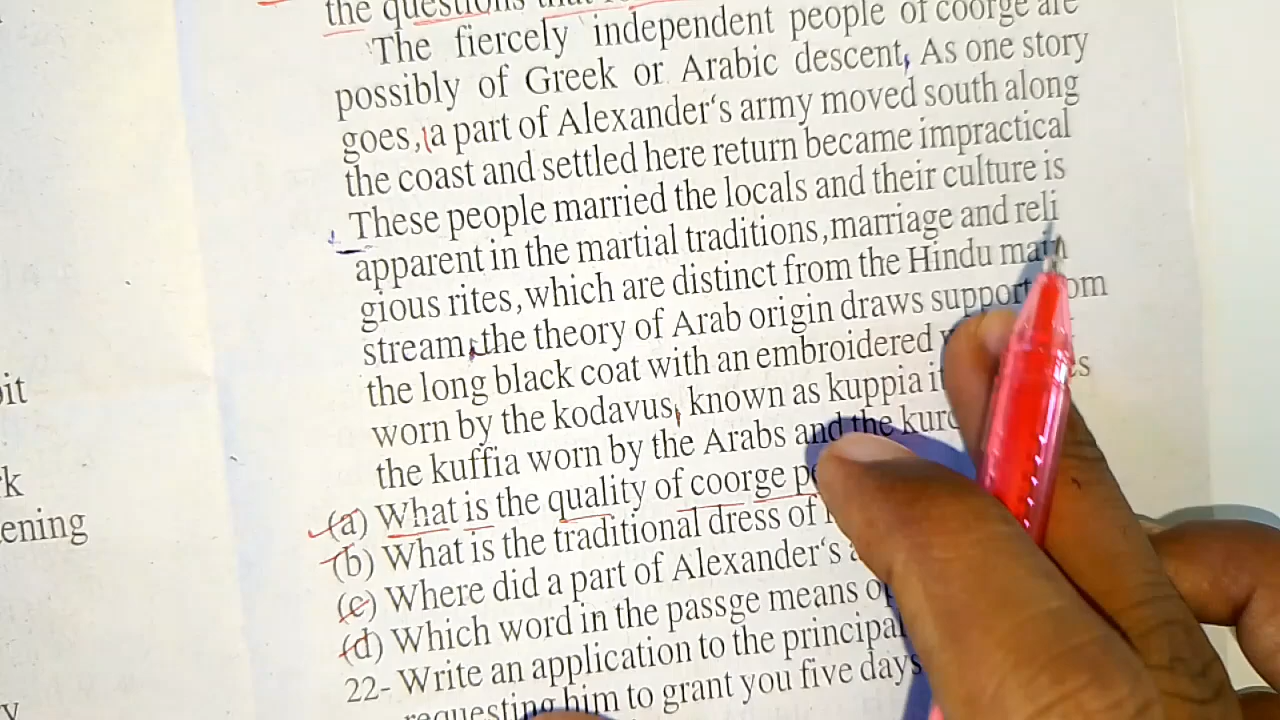 the questions that
The fiercely independent people of coorge are
possibly of Greek or Arabic descent, As one story
goes, (a part of Alexander‘s army moved south along
the coast and settled here return became impractical
These people married the locals and their culture is
apparent in the martial traditions, marriage and reli
gious rites, which are distinct from the Hindu main
stream, the theory of Arab origin draws support from
the long black coat with an embroidered
worn by the kodavus, known as kuppia it
the kuffia worn by the Arabs and the
(a) What is the quality of coorge
(b) What is the traditional dress of
(c) Where did a part of Alexander‘s
(d) Which word in the passge means
22- Write an application to the principal
requesting him to grant you five days
it
k
ening
y